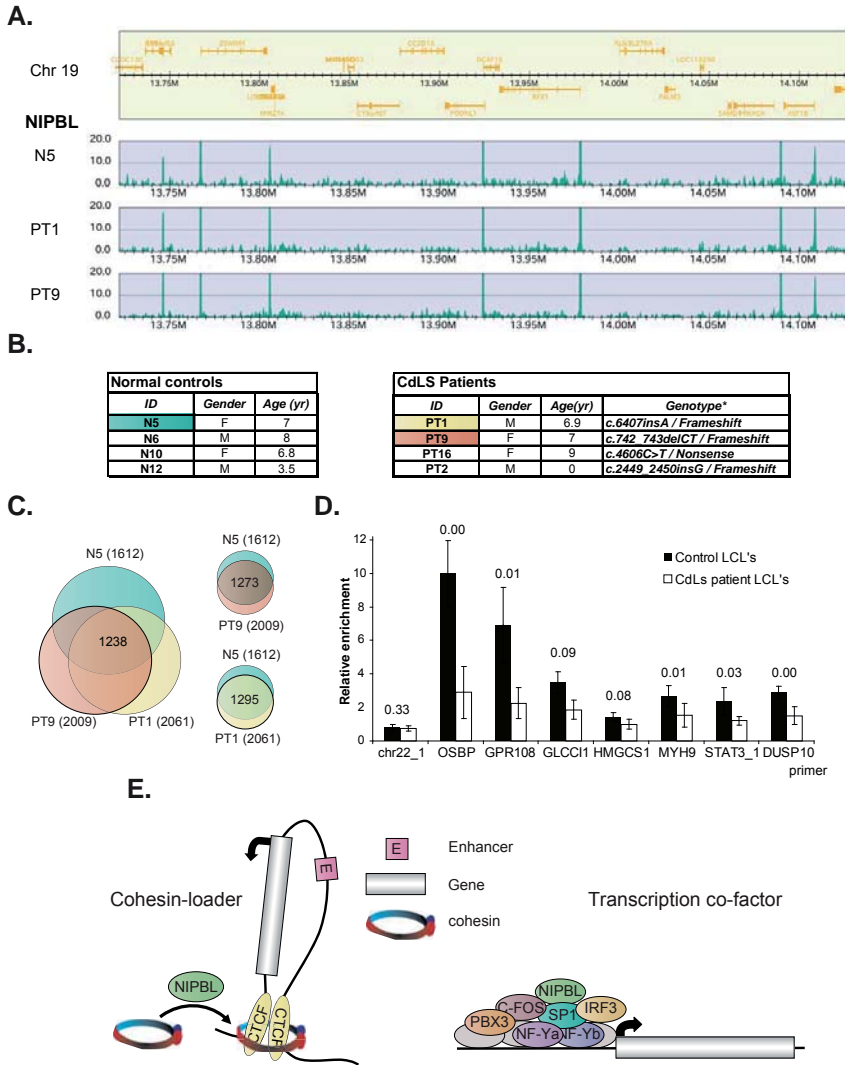 A.
Chr 19
13.75M 13.80M 13.85M 13.90M 13.95M 14.00M 14.05M 14.10M
NIPBL
N5
20.0
10.0
0.0
13.75M 13.80M 13.85M 13.90M 13.95M 14.00M 14.05M 14.10M
PT1
20.0
10.0
0.0
13.75M 13.80M 13.85M 13.90M 13.95M 14.00M 14.05M 14.10M
PT9
20.0
10.0
0.0
13.75M 13.80M 13.85M 13.90M 13.95M 14.00M 14.05M 14.10M
B.
Normal controls
ID Gender Age (yr)
N5 F 7
N6 M 8
N10 F 6.8
N12 M 3.5
CdLS Patients
ID Gender Age(yr) Genotype*
PT1 M 6.9 c.6407insA / Frameshift
PT9 F 7 c.742_743delCT / Frameshift
PT16 F 9 c.4606C>T / Nonsense
PT2 M 0 c.2449_2450insG / Frameshift
C.
N5 (1612)
1238
PT9 (2009)
PT1 (2061)
N5 (1612)
1273
PT9 (2009)
N5 (1612)
1295
PT1 (2061)
D.
Relative enrichment
12
10
8
6
4
2
0
0.33 0.00 0.01 0.09 0.08 0.01 0.03 0.00
Control LCL's
CdLs patient LCL's
chr22_1 OSBP GPR108 GLCCI1 HMGCS1 MYH9 STAT3_1 DUSP10
primer
E.
Cohesin-loader
NIPBL
E
CTCF
CTCF
E Enhancer
Gene
cohesin
Transcription co-factor
NIPBL
C-FOS
SP1
IRF3
PBX3
NF-Ya
NF-Yb